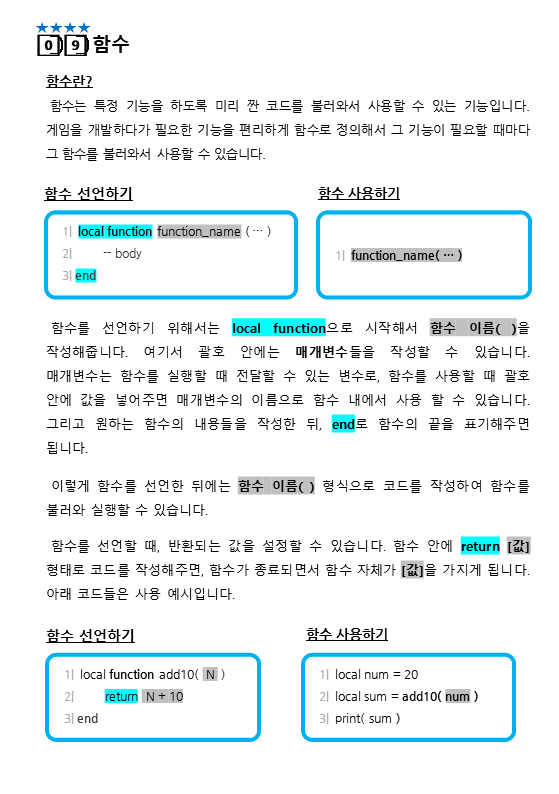 ★★★★
09 함수
함수란?
함수는 특정 기능을 하도록 미리 짠 코드를 불러와서 사용할 수 있는 기능입니다.
게임을 개발하다가 필요한 기능을 편리하게 함수로 정의해서 그 기능이 필요할 때마다
그 함수를 불러와서 사용할 수 있습니다.
함수 선언하기
1| local function function_name ( … )
2| -- body
3| end
함수 사용하기
1| function_name( … )
함수를 선언하기 위해서는 local function으로 시작해서 함수 이름( )을
작성해줍니다. 여기서 괄호 안에는 매개변수들을 작성할 수 있습니다.
매개변수는 함수를 실행할 때 전달할 수 있는 변수로, 함수를 사용할 때 괄호
안에 값을 넣어주면 매개변수의 이름으로 함수 내에서 사용 할 수 있습니다.
그리고 원하는 함수의 내용들을 작성한 뒤, end로 함수의 끝을 표기해주면
됩니다.
이렇게 함수를 선언한 뒤에는 함수 이름( ) 형식으로 코드를 작성하여 함수를
불러와 실행할 수 있습니다.
함수를 선언할 때, 반환되는 값을 설정할 수 있습니다. 함수 안에 return [값]
형태로 코드를 작성해주면, 함수가 종료되면서 함수 자체가 [값]을 가지게 됩니다.
아래 코드들은 사용 예시입니다.
함수 선언하기
1| local function add10( N )
2| return N + 10
3| end
함수 사용하기
1| local num = 20
2| local sum = add10( num )
3| print( sum )